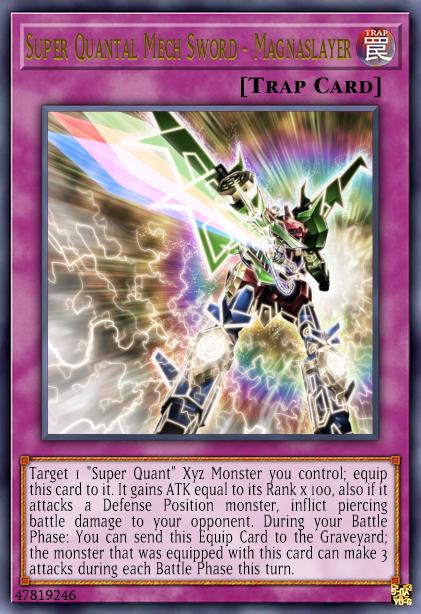 Super Quantal Mech Sword - Magnaslayer
TRAP
罠
[Trap Card]
Target 1 "Super Quant" Xyz Monster you control; equip
this card to it. It gains ATK equal to its Rank x 100, also if it
attacks a Defense Position monster, inflict piercing
battle damage to your opponent. During your Battle
Phase: You can send this Equip Card to the Graveyard;
the monster that was equipped with this card can make 3
attacks during each Battle Phase this turn.
47819246